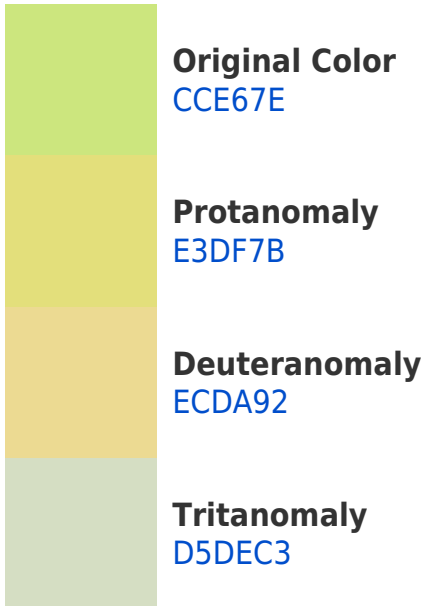 Original Color
CCE67E
Protanomaly
E3DF7B
Deuteranomaly
ECDA92
Tritanomaly
D5DEC3